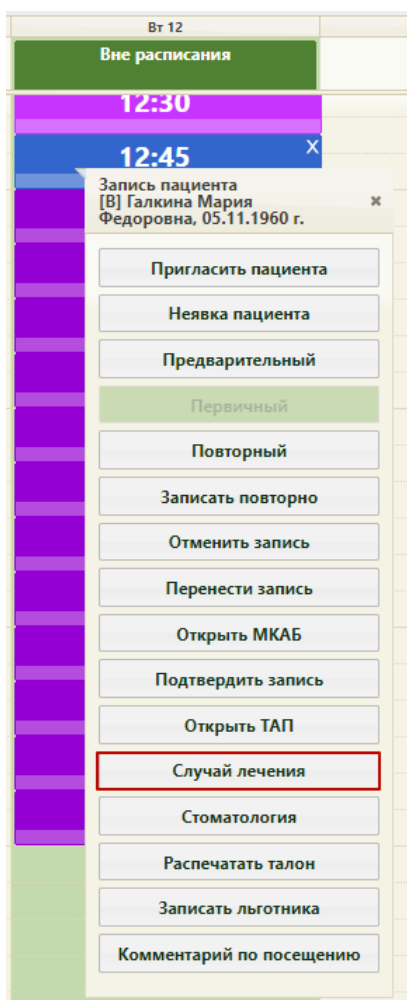 Вт 12
Вне расписания
12:30
12:45 X
Запись пациента
[В] Галкина Мария
Федоровна, 05.11.1960 г.
×
Пригласить пациента
Неявка пациента
Предварительный
Первичный
Повторный
Записать повторно
Отменить запись
Перенести запись
Открыть МКАБ
Подтвердить запись
Открыть ТАП
Случай лечения
Стоматология
Распечатать талон
Записать льготника
Комментарий по посещению